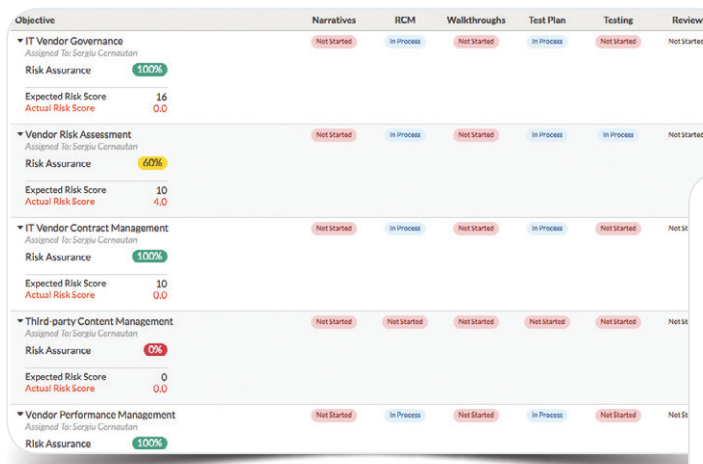 Objective Narratives RCM Walkthroughs Test Plan Testing Review
IT Vendor Governance Not Started In Process Not Started In Process Not Started Not Started
Assigned To: Sergiu Cernautan
Risk Assurance 100%
Expected Risk Score 16
Actual Risk Score 0.0
Vendor Risk Assessment Not Started In Process Not Started In Process In Process Not Started
Assigned To: Sergiu Cernautan
Risk Assurance 60%
Expected Risk Score 10
Actual Risk Score 4.0
IT Vendor Contract Management Not Started In Process Not Started In Process Not Started Not
Assigned To: Sergiu Cernautan
Risk Assurance 100%
Expected Risk Score 10
Actual Risk Score 0.0
Third-party Content Management Not Started Not Started Not Started Not Started Not Started Not St
Assigned To: Sergiu Cernautan
Risk Assurance 0%
Expected Risk Score 0
Actual Risk Score 0.0
Vendor Performance Management Not Started In Process Not Started In Process Not Started Not St
Assigned To: Sergiu Cernautan
Risk Assurance 100%